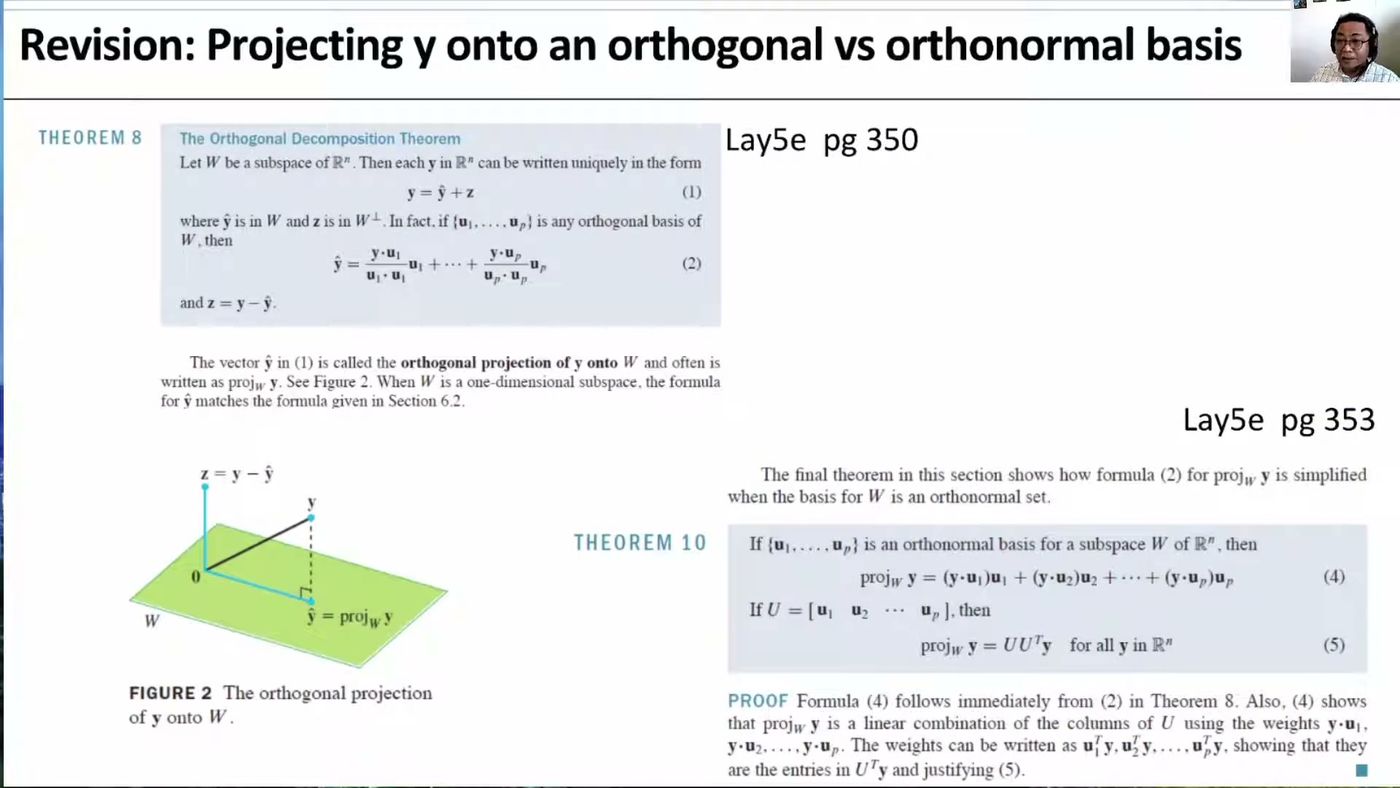 Revision: Projecting y onto an orthogonal vs orthonormal basis
THEOREM 8
The Orthogonal Decomposition Theorem
Let W be a subspace of ℝⁿ. Then each y in ℝⁿ can be written uniquely in the form
y = ŷ + z (1)
where ŷ is in W and z is in W⊥. In fact, if {u₁,...,uₚ} is any orthogonal basis of
W, then
ŷ = (y·u₁)/(u₁·u₁) u₁ + ··· + (y·uₚ)/(uₚ·uₚ) uₚ (2)
and z = y − ŷ.
Lay5e pg 350
The vector ŷ in (1) is called the orthogonal projection of y onto W and often is
written as proj_W y. See Figure 2. When W is a one-dimensional subspace, the formula
for ŷ matches the formula given in Section 6.2.
z = y − ŷ
y
0
ŷ = proj_W y
W
FIGURE 2 The orthogonal projection
of y onto W.
Lay5e pg 353
The final theorem in this section shows how formula (2) for proj_W y is simplified
when the basis for W is an orthonormal set.
THEOREM 10
If {u₁,...,uₚ} is an orthonormal basis for a subspace W of ℝⁿ, then
proj_W y = (y·u₁)u₁ + (y·u₂)u₂ + ··· + (y·uₚ)uₚ (4)
If U = [u₁ u₂ ··· uₚ], then
proj_W y = UUᵀy for all y in ℝⁿ (5)
PROOF Formula (4) follows immediately from (2) in Theorem 8. Also, (4) shows
that proj_W y is a linear combination of the columns of U using the weights y·u₁,
y·u₂,...,y·uₚ. The weights can be written as u₁ᵀy, u₂ᵀy,...,uₚᵀy, showing that they
are the entries in Uᵀy and justifying (5).